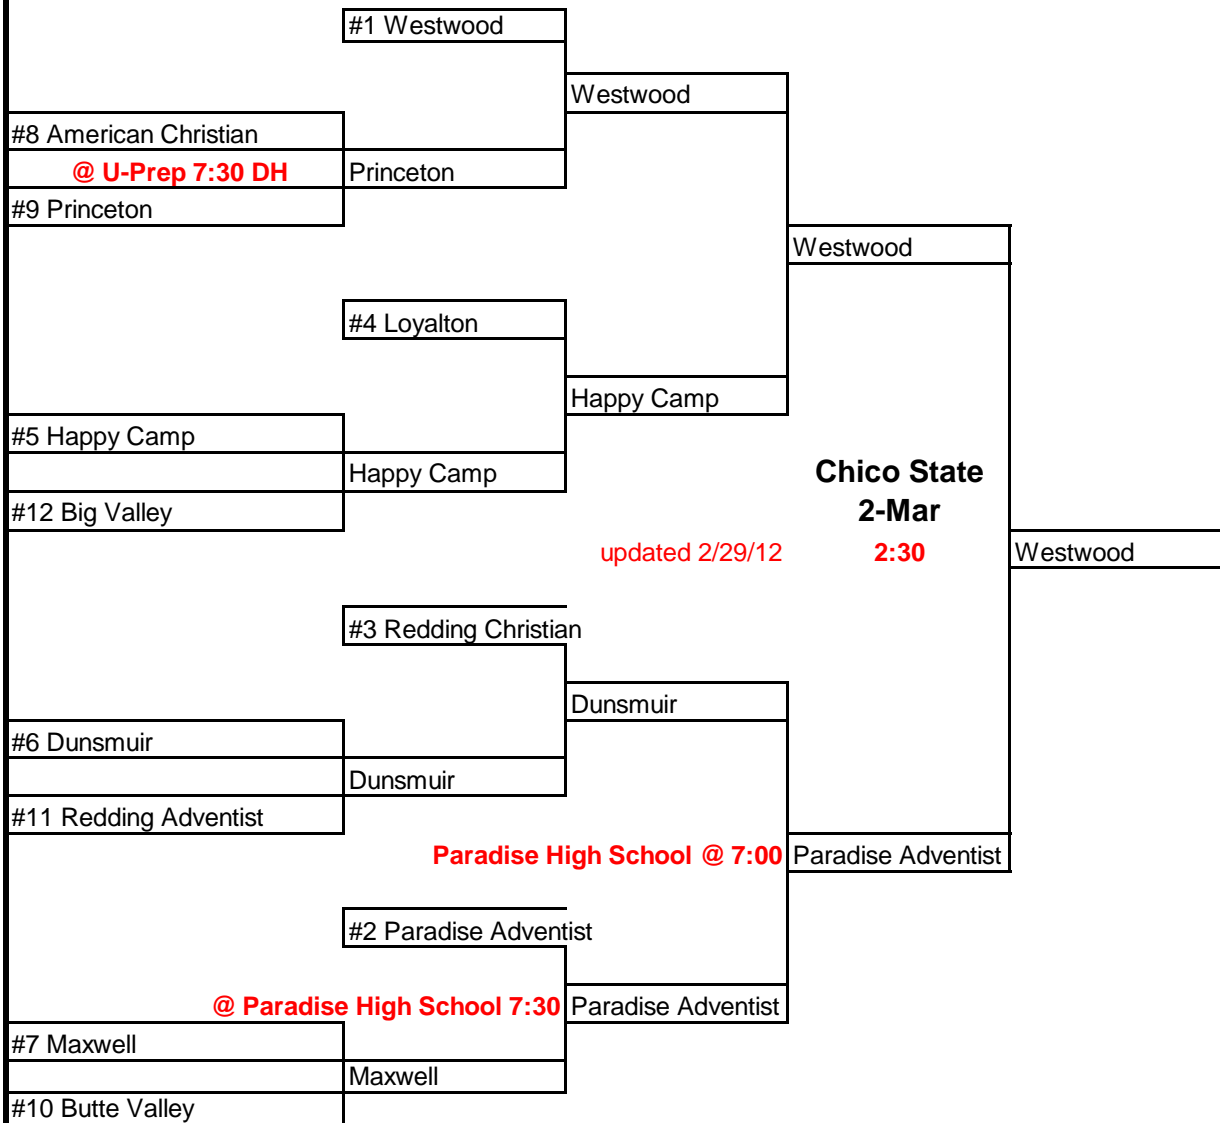 #1 Westwood
Westwood
#8 American Christian
@ U-Prep 7:30 DH
Princeton
#9 Princeton
Westwood
#4 Loyalton
Happy Camp
#5 Happy Camp
Happy Camp
#12 Big Valley
Chico State
2-Mar
updated 2/29/12
2:30
Westwood
#3 Redding Christian
Dunsmuir
#6 Dunsmuir
Dunsmuir
#11 Redding Adventist
Paradise High School @ 7:00
Paradise Adventist
#2 Paradise Adventist
@ Paradise High School 7:30
Paradise Adventist
#7 Maxwell
Maxwell
#10 Butte Valley